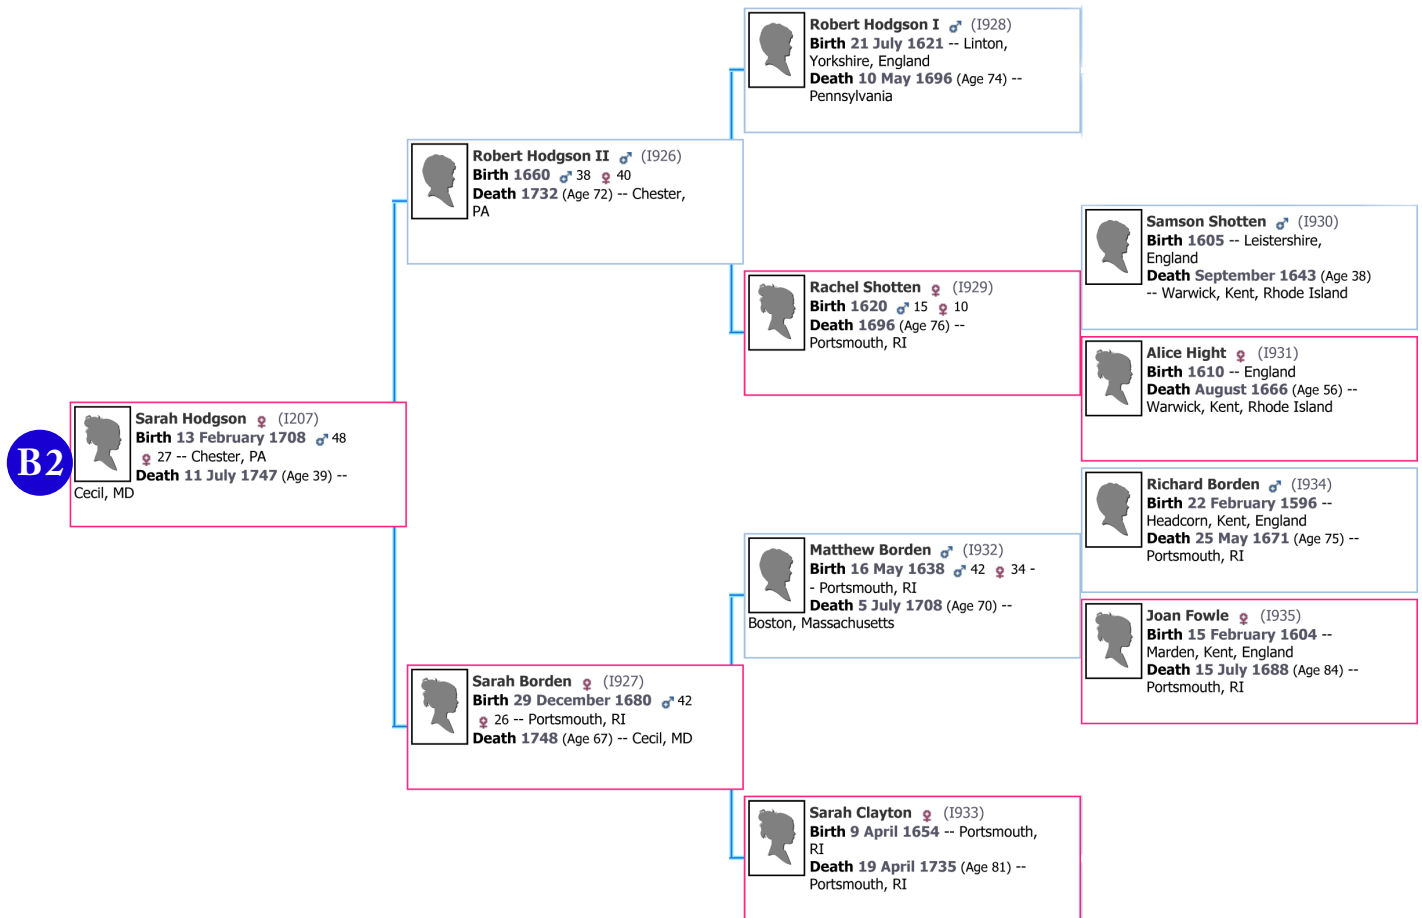 Robert Hodgson I ♂ (I928)
Birth 21 July 1621 -- Linton,
Yorkshire, England
Death 10 May 1696 (Age 74) --
Pennsylvania
Robert Hodgson II ♂ (I926)
Birth 1660 ♂ 38 ♀ 40
Death 1732 (Age 72) -- Chester,
PA
Samson Shotten ♂ (I930)
Birth 1605 -- Leistershire,
England
Death September 1643 (Age 38)
-- Warwick, Kent, Rhode Island
Rachel Shotten ♀ (I929)
Birth 1620 ♂ 15 ♀ 10
Death 1696 (Age 76) --
Portsmouth, RI
Alice Hight ♀ (I931)
Birth 1610 -- England
Death August 1666 (Age 56) --
Warwick, Kent, Rhode Island
B2
Sarah Hodgson ♀ (I207)
Birth 13 February 1708 ♂ 48
♀ 27 -- Chester, PA
Death 11 July 1747 (Age 39) --
Cecil, MD
Richard Borden ♂ (I934)
Birth 22 February 1596 --
Headcorn, Kent, England
Death 25 May 1671 (Age 75) --
Portsmouth, RI
Matthew Borden ♂ (I932)
Birth 16 May 1638 ♂ 42 ♀ 34 -
- Portsmouth, RI
Death 5 July 1708 (Age 70) --
Boston, Massachusetts
Joan Fowle ♀ (I935)
Birth 15 February 1604 --
Marden, Kent, England
Death 15 July 1688 (Age 84) --
Portsmouth, RI
Sarah Borden ♀ (I927)
Birth 29 December 1680 ♂ 42
♀ 26 -- Portsmouth, RI
Death 1748 (Age 67) -- Cecil, MD
Sarah Clayton ♀ (I933)
Birth 9 April 1654 -- Portsmouth,
RI
Death 19 April 1735 (Age 81) --
Portsmouth, RI